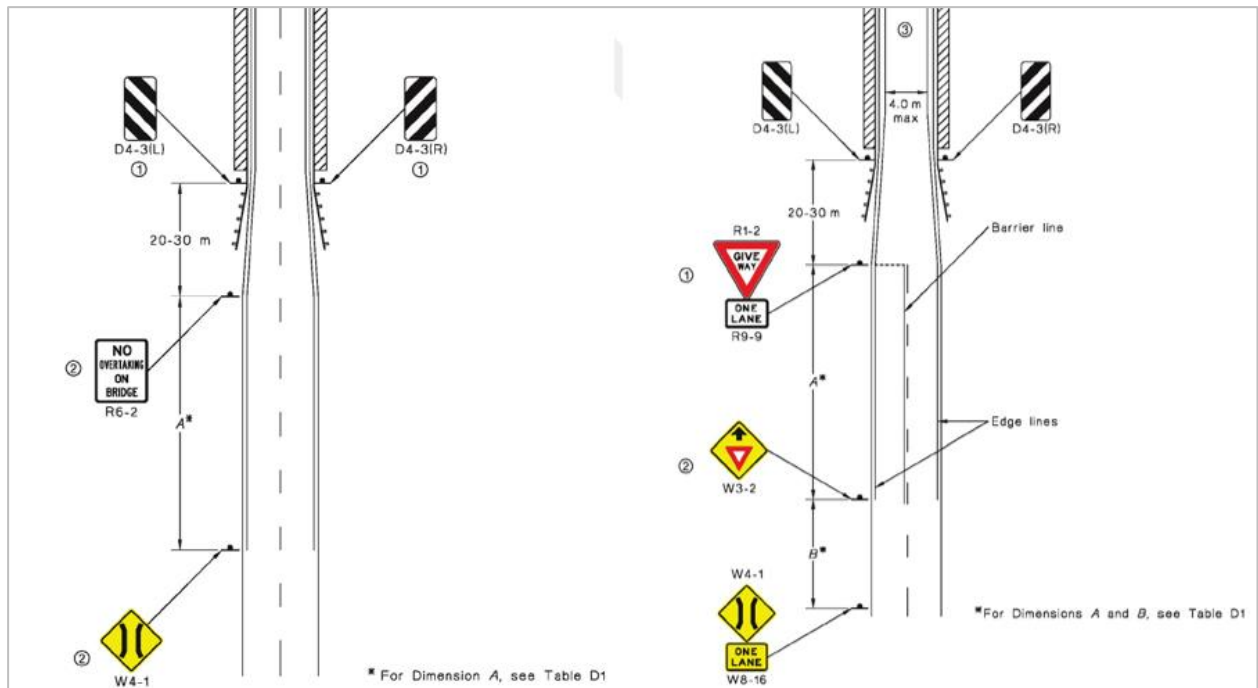 D4-3(L)
①
D4-3(R)
①
20-30 m
②
NO
OVERTAKING
ON
BRIDGE
R6-2
A*
②
W4-1
* For Dimension A, see Table D1
③
4.0 m
max
D4-3(L)
D4-3(R)
20-30 m
Barrier line
R1-2
GIVE
WAY
①
ONE
LANE
R9-9
A*
Edge lines
②
W3-2
B*
W4-1
ONE
LANE
W8-16
*For Dimensions A and B, see Table D1